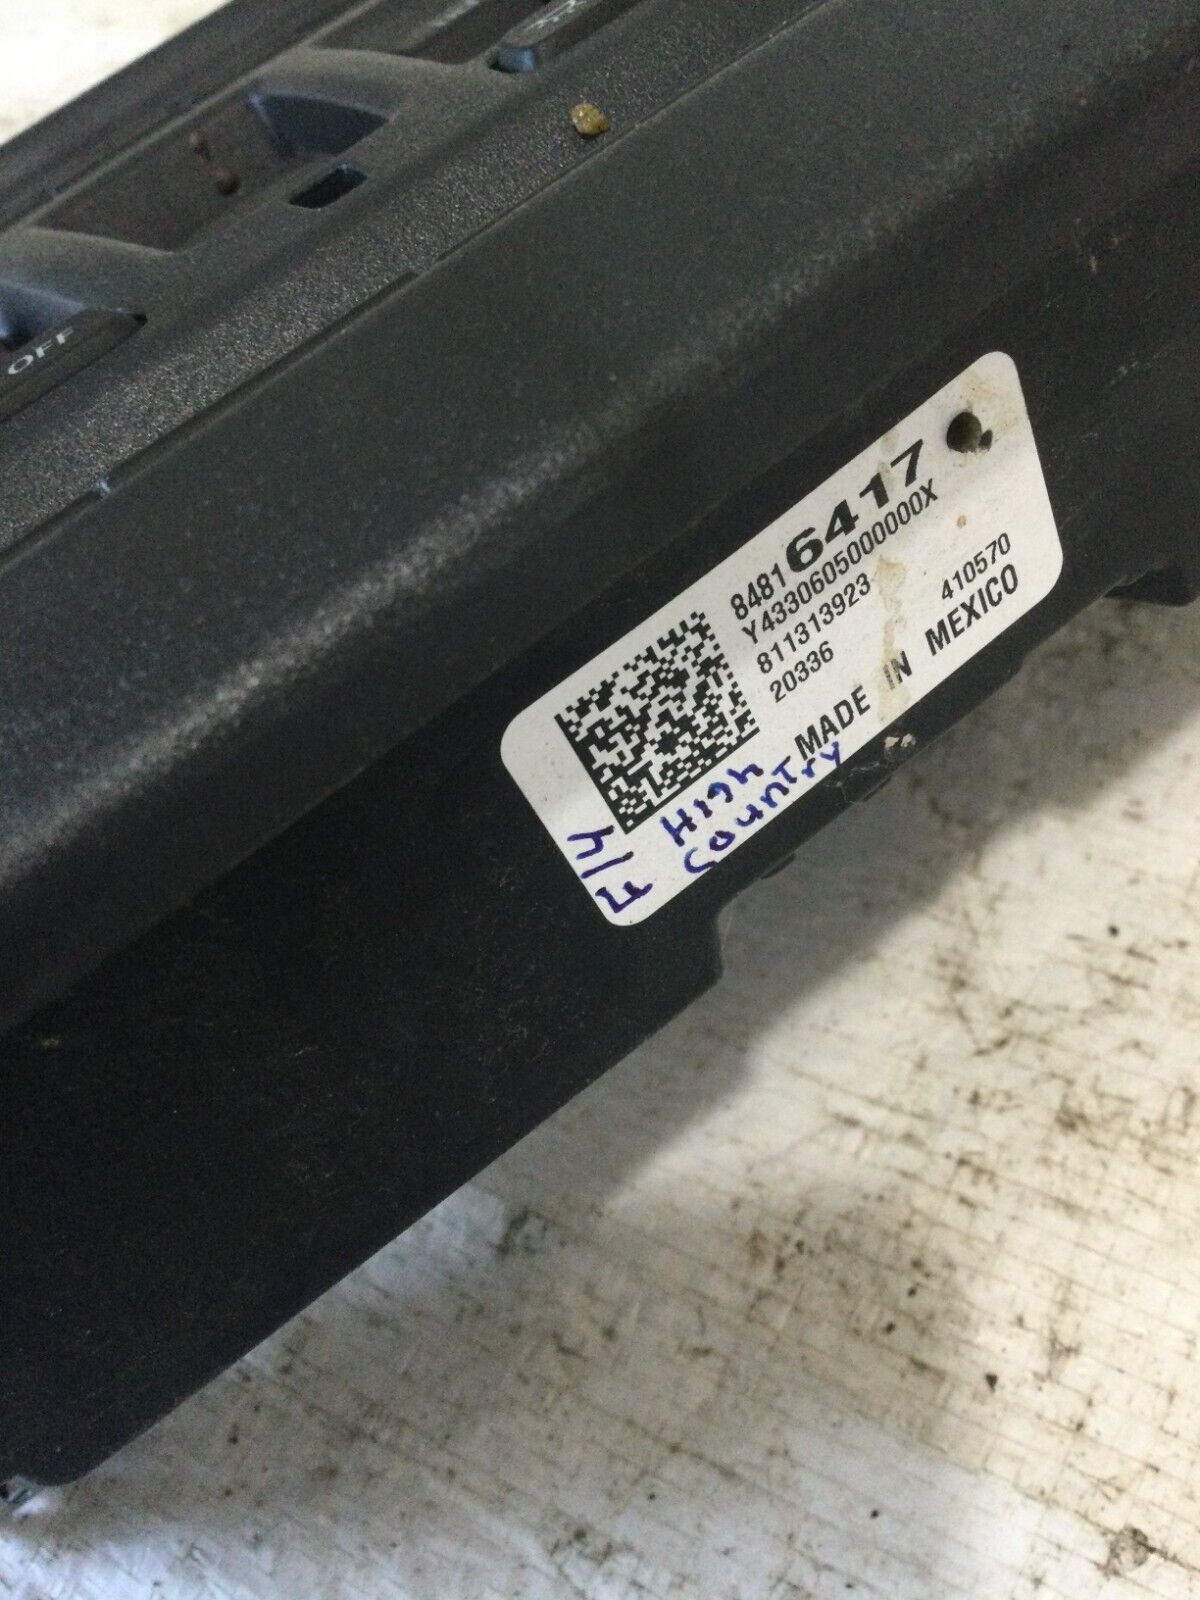 OFF
84816417
Y4330605000000X
811313923
20336 410570
MADE IN MEXICO
High
Country